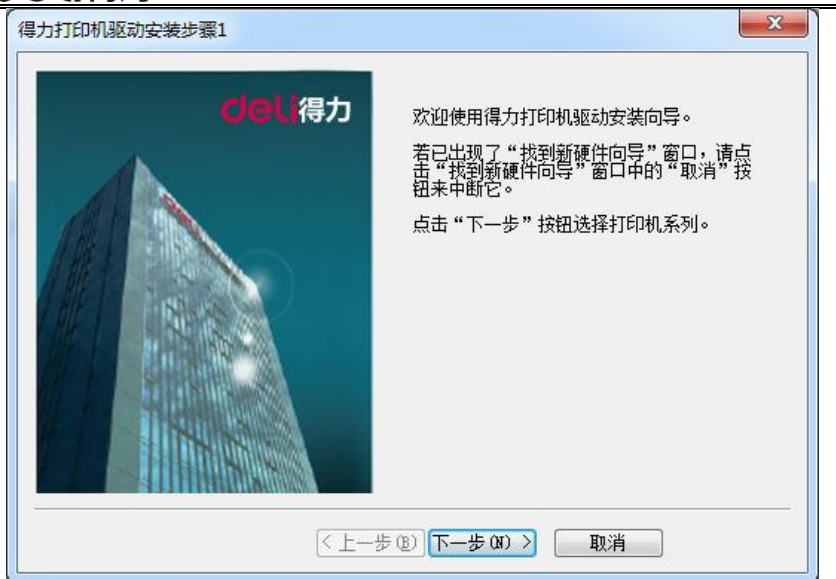 得力打印机驱动安装步骤1
deli得力
欢迎使用得力打印机驱动安装向导。
若已出现了“找到新硬件向导”窗口，请点
击“找到新硬件向导”窗口中的“取消”按
钮来中断它。
点击“下一步”按钮选择打印机系列。
< 上一步(B) 下一步(N) > 取消